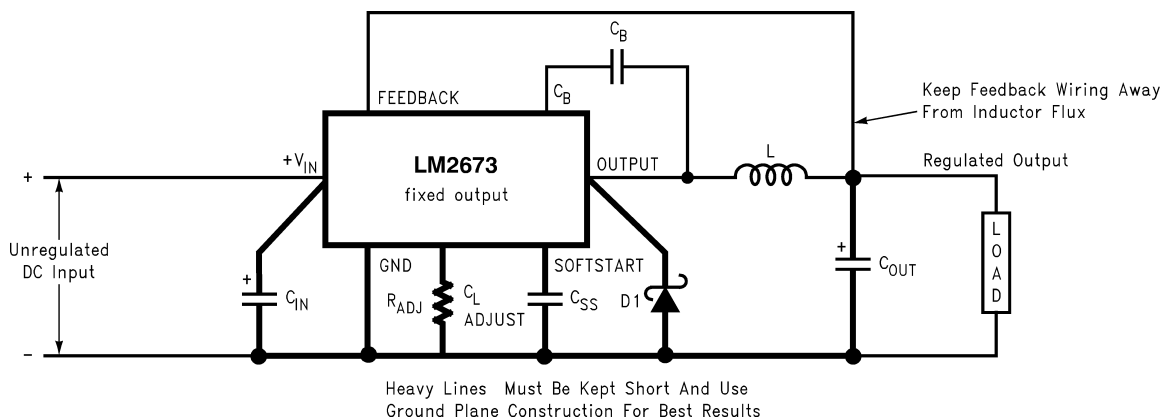 C_B
FEEDBACK
C_B
Keep Feedback Wiring Away
From Inductor Flux
+V_IN
LM2673
fixed output
OUTPUT
L
Regulated Output
+
Unregulated
DC Input
-
+
C_IN
GND
R_ADJ
C_L
ADJUST
SOFTSTART
C_SS
D1
+
C_OUT
LOAD
Heavy Lines Must Be Kept Short And Use
Ground Plane Construction For Best Results